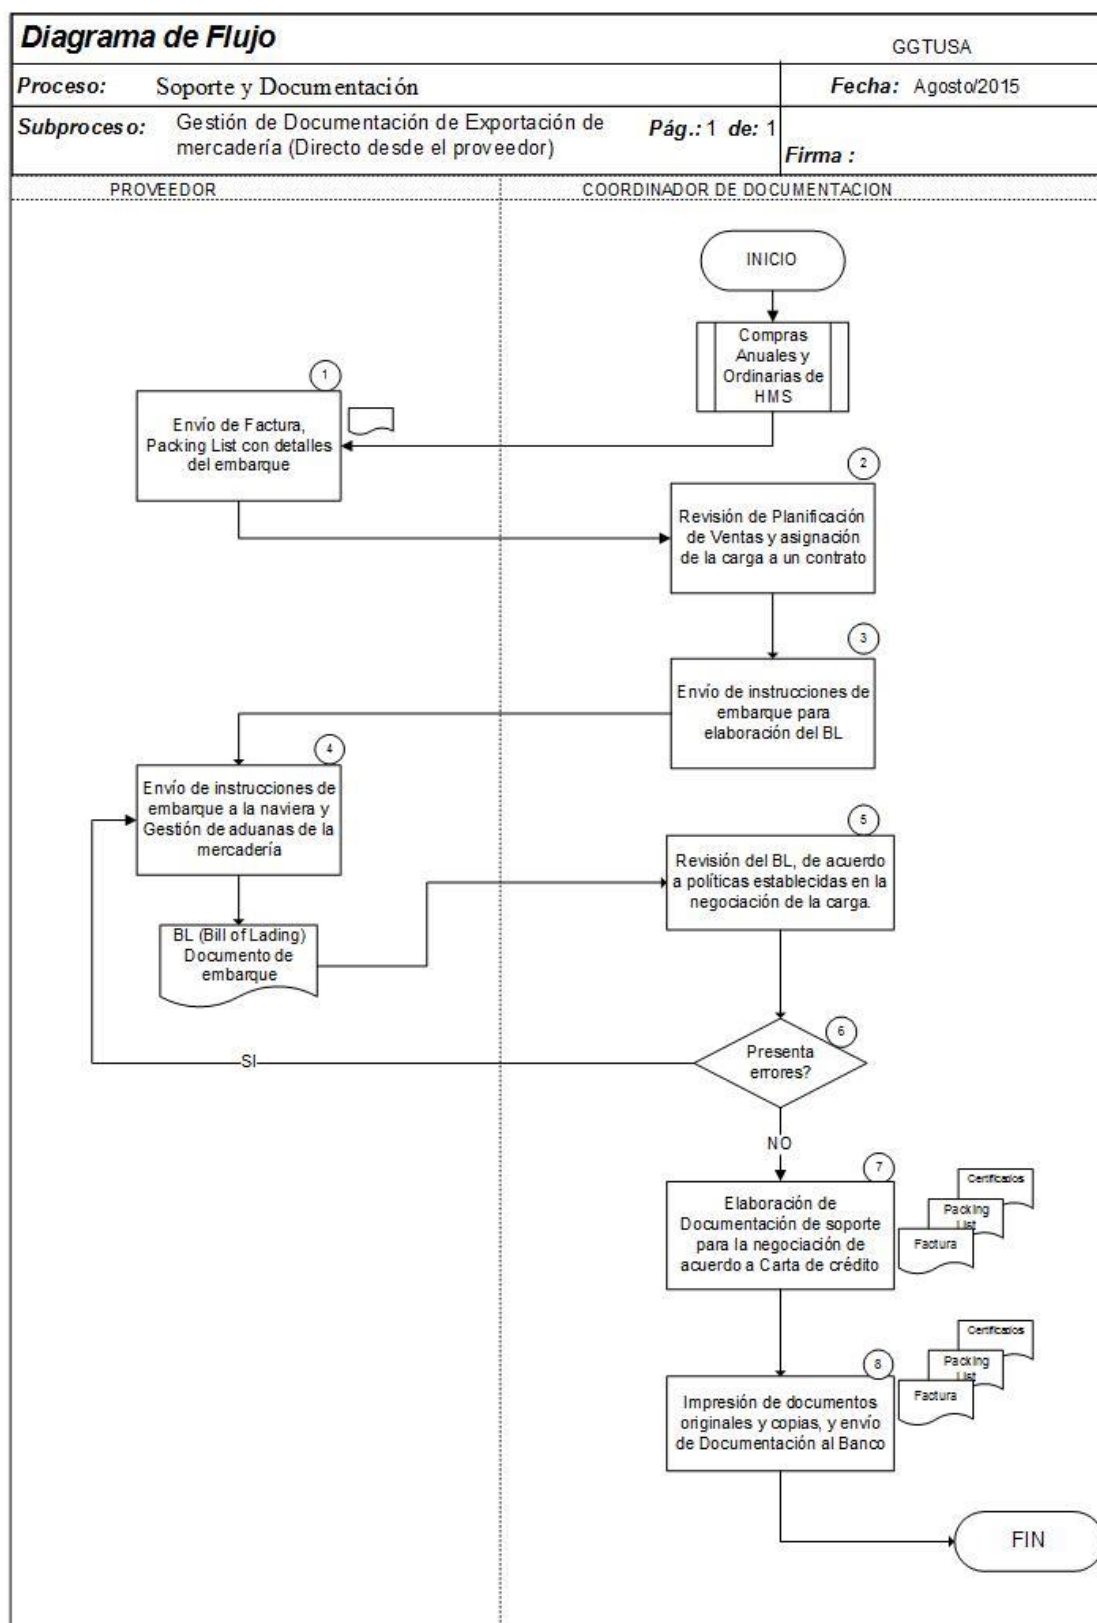 Diagrama de Flujo
GGTUSA
Proceso: Soporte y Documentación
Fecha: Agosto/2015
Subproceso: Gestión de Documentación de Exportación de
mercadería (Directo desde el proveedor)
Pág.: 1 de: 1
Firma :
PROVEEDOR
COORDINADOR DE DOCUMENTACION
INICIO
Compras
Anuales y
Ordinarias de
HMS
1
Envío de Factura,
Packing List con detalles
del embarque
2
Revisión de Planificación
de Ventas y asignación
de la carga a un contrato
3
Envío de instrucciones de
embarque para
elaboración del BL
4
Envío de instrucciones de
embarque a la naviera y
Gestión de aduanas de la
mercadería
BL (Bill of Lading)
Documento de
embarque
5
Revisión del BL, de acuerdo
a políticas establecidas en la
negociación de la carga.
6
Presenta
errores?
SI
NO
7
Elaboración de
Documentación de soporte
para la negociación de
acuerdo a Carta de crédito
Certificados
Packing
List
Factura
8
Impresión de documentos
originales y copias, y envío
de Documentación al Banco
Certificados
Packing
List
Factura
FIN